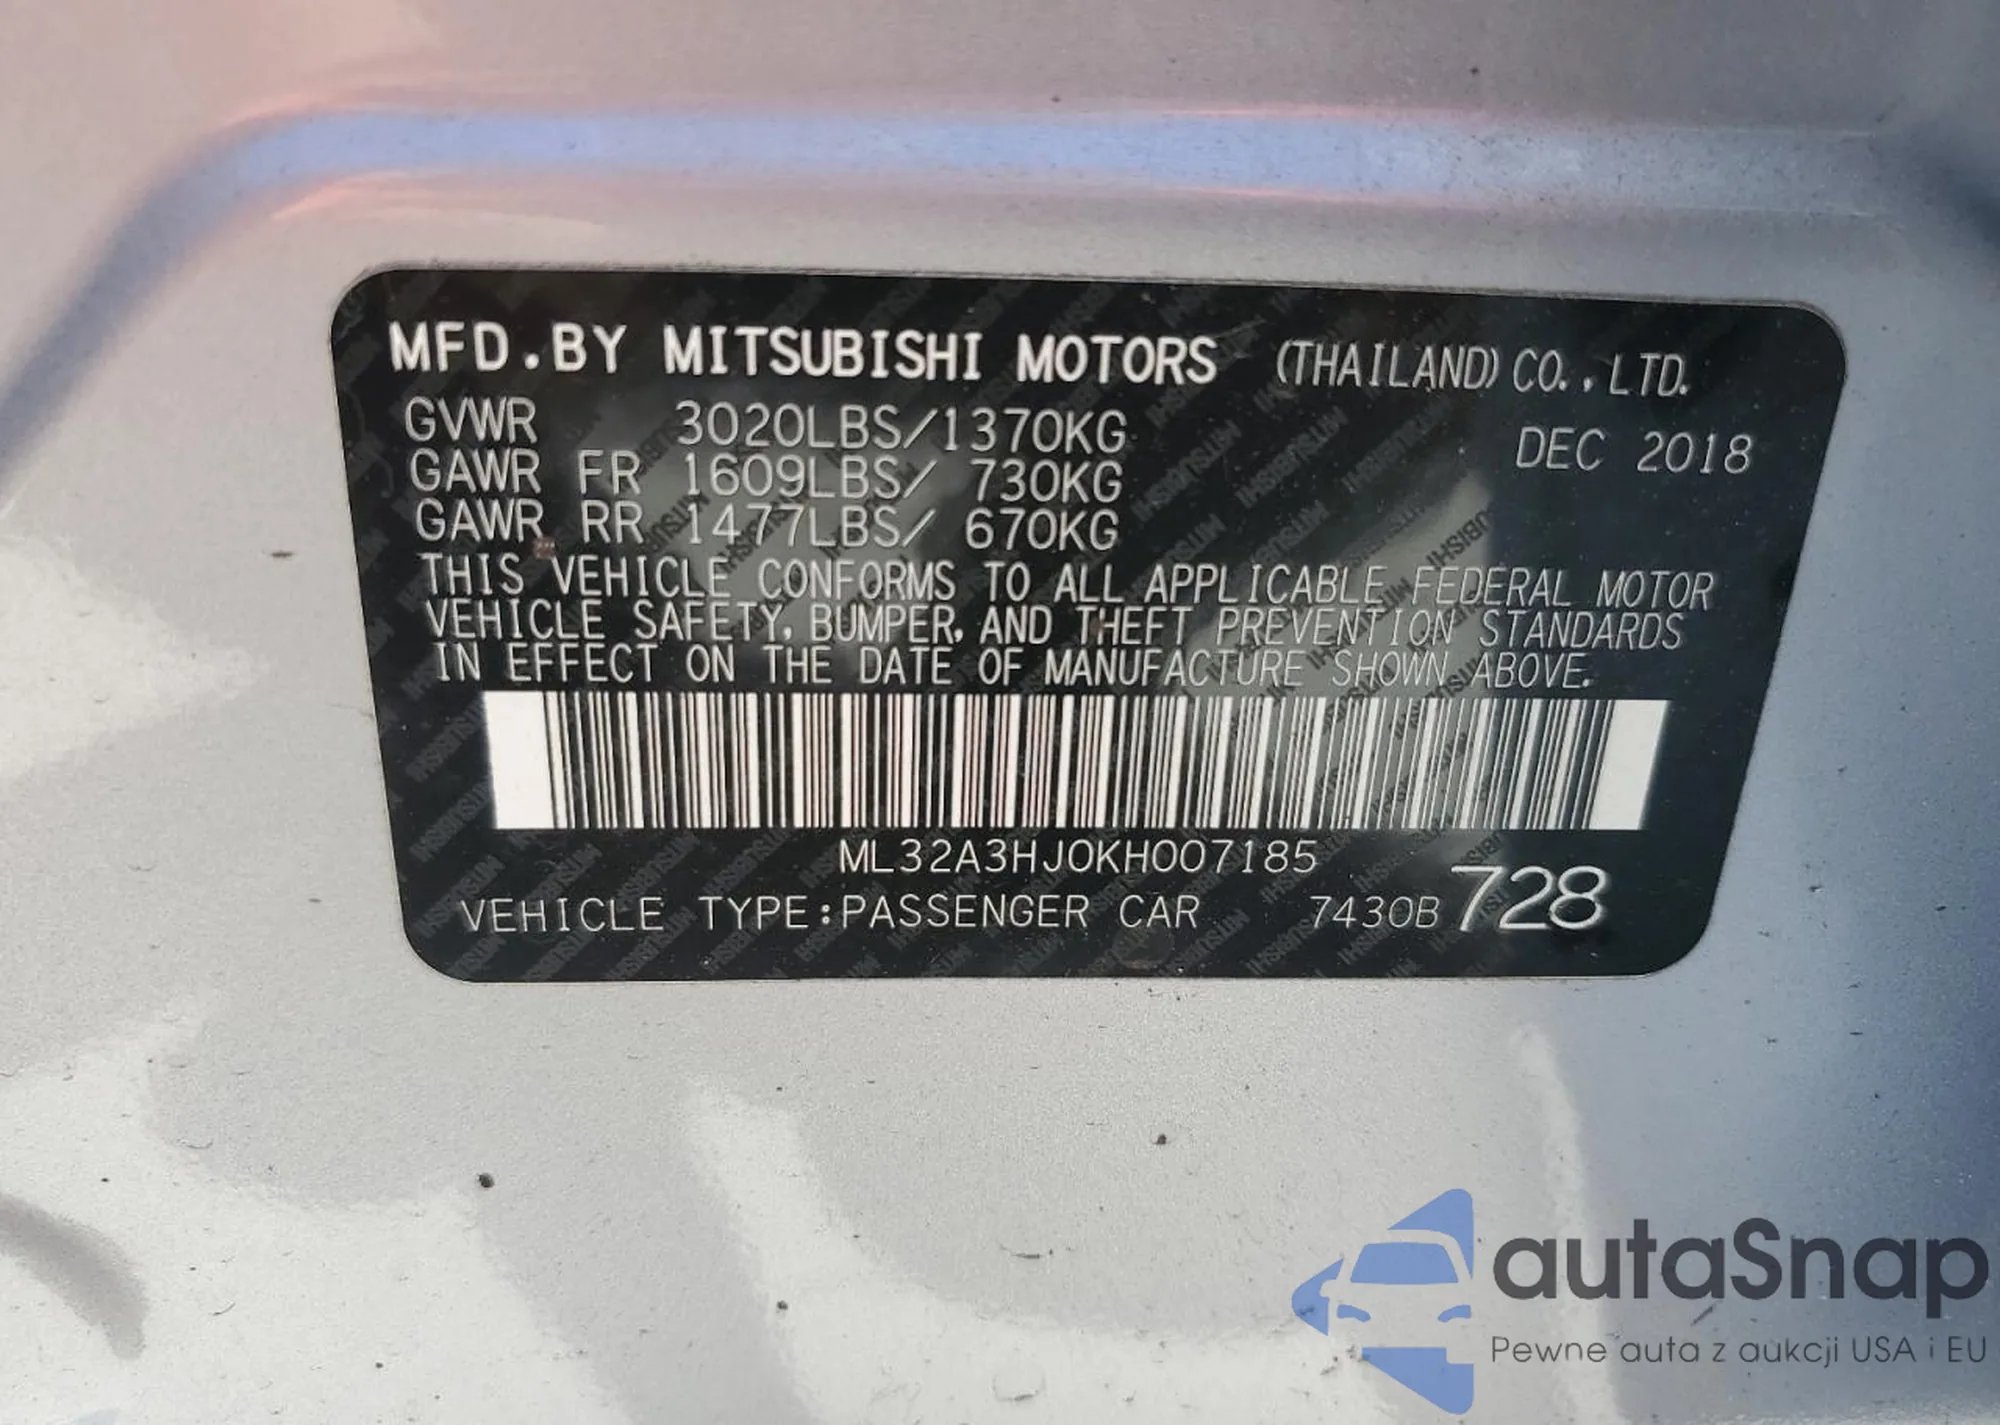 MFD.BY MITSUBISHI MOTORS (THAILAND) CO.,LTD.
GVWR 3020LBS/1370KG DEC 2018
GAWR FR 1609LBS/ 730KG
GAWR RR 1477LBS/ 670KG
THIS VEHICLE CONFORMS TO ALL APPLICABLE FEDERAL MOTOR
VEHICLE SAFETY, BUMPER, AND THEFT PREVENTION STANDARDS
IN EFFECT ON THE DATE OF MANUFACTURE SHOWN ABOVE.
ML32A3HJ0KH007185
VEHICLE TYPE:PASSENGER CAR 7430B 728
autaSnap
Pewne auta z aukcji USA i EU